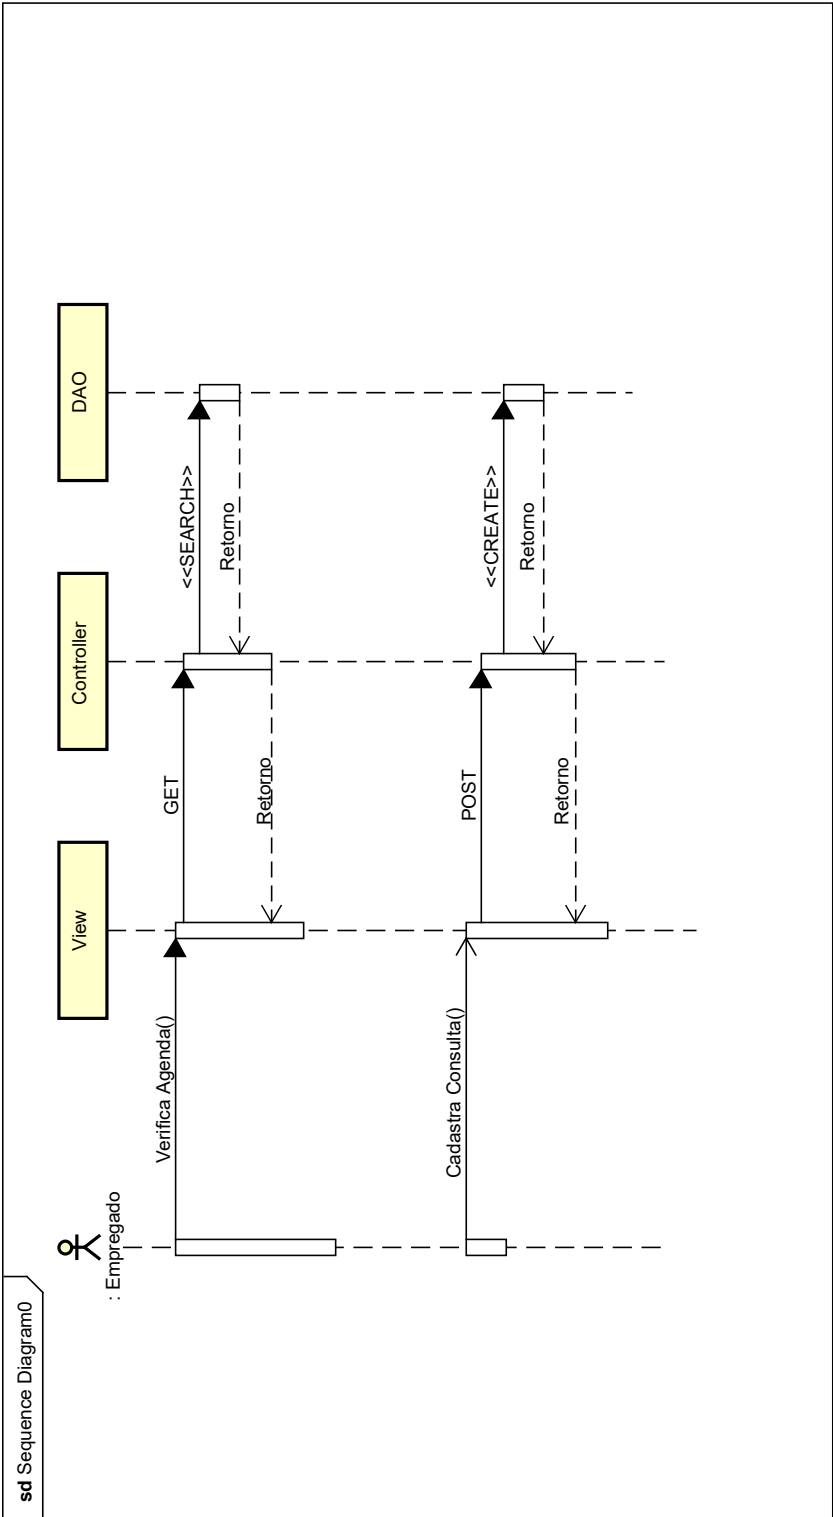 sd Sequence Diagram0
: Empregado
View
Controller
DAO
Verifica Agenda()
GET
<<SEARCH>>
Retorno
Retorno
Cadastra Consulta()
POST
<<CREATE>>
Retorno
Retorno